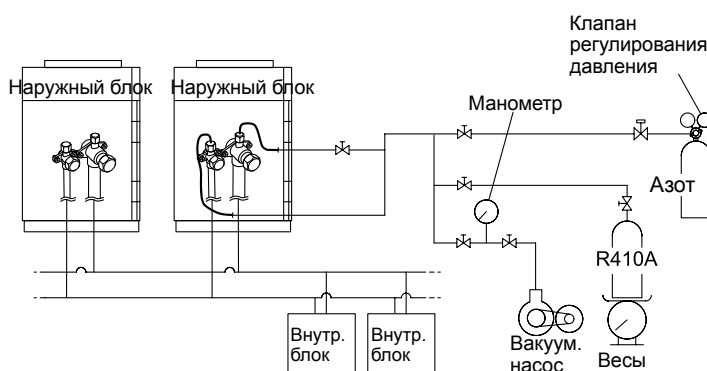 Клапан
регулирования
давления
Наружный блок
Наружный блок
Манометр
Азот
R410A
Внутр.
блок
Внутр.
блок
Вакуум.
насос
Весы